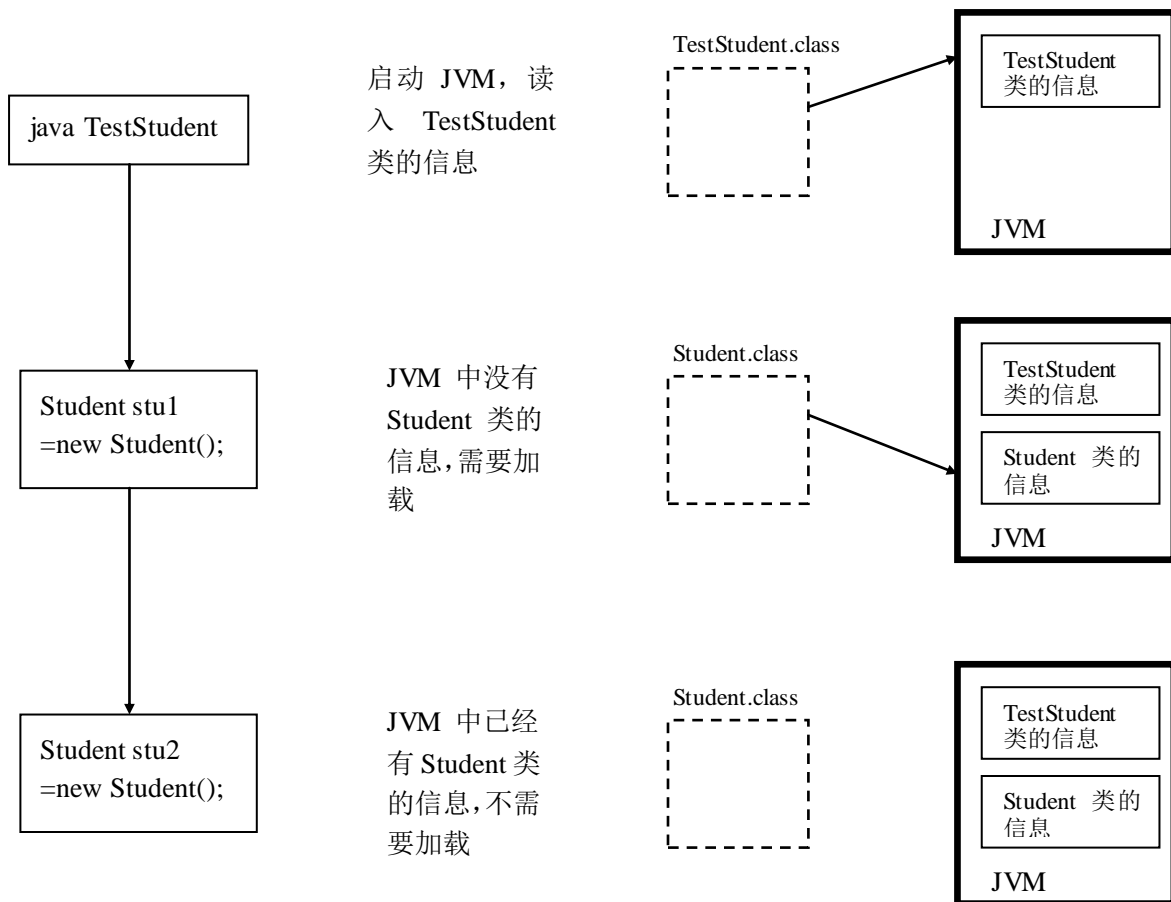 java TestStudent
启动 JVM，读
入 TestStudent
类的信息
TestStudent.class
TestStudent
类的信息
JVM
Student stu1
=new Student();
JVM 中没有
Student 类的
信息，需要加
载
Student.class
TestStudent
类的信息
Student 类的
信息
JVM
Student stu2
=new Student();
JVM 中已经
有 Student 类
的信息，不需
要加载
Student.class
TestStudent
类的信息
Student 类的
信息
JVM